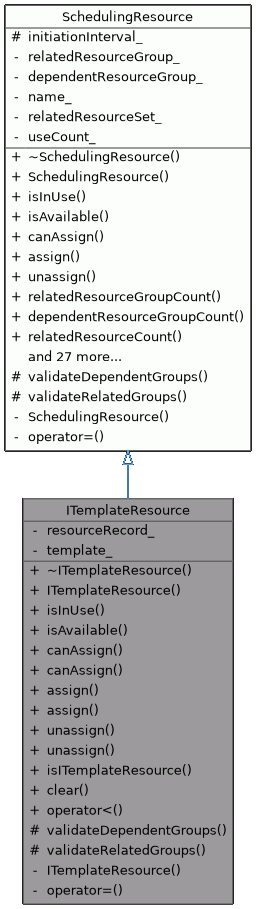 SchedulingResource
# initiationInterval_
- relatedResourceGroup_
- dependentResourceGroup_
- name_
- relatedResourceSet_
- useCount_
+ ~SchedulingResource()
+ SchedulingResource()
+ isInUse()
+ isAvailable()
+ canAssign()
+ assign()
+ unassign()
+ relatedResourceGroupCount()
+ dependentResourceGroupCount()
+ relatedResourceCount()
and 27 more...
# validateDependentGroups()
# validateRelatedGroups()
- SchedulingResource()
- operator=()
ITemplateResource
- resourceRecord_
- template_
+ ~ITemplateResource()
+ ITemplateResource()
+ isInUse()
+ isAvailable()
+ canAssign()
+ canAssign()
+ assign()
+ assign()
+ unassign()
+ unassign()
+ isITemplateResource()
+ clear()
+ operator<()
# validateDependentGroups()
# validateRelatedGroups()
- ITemplateResource()
- operator=()